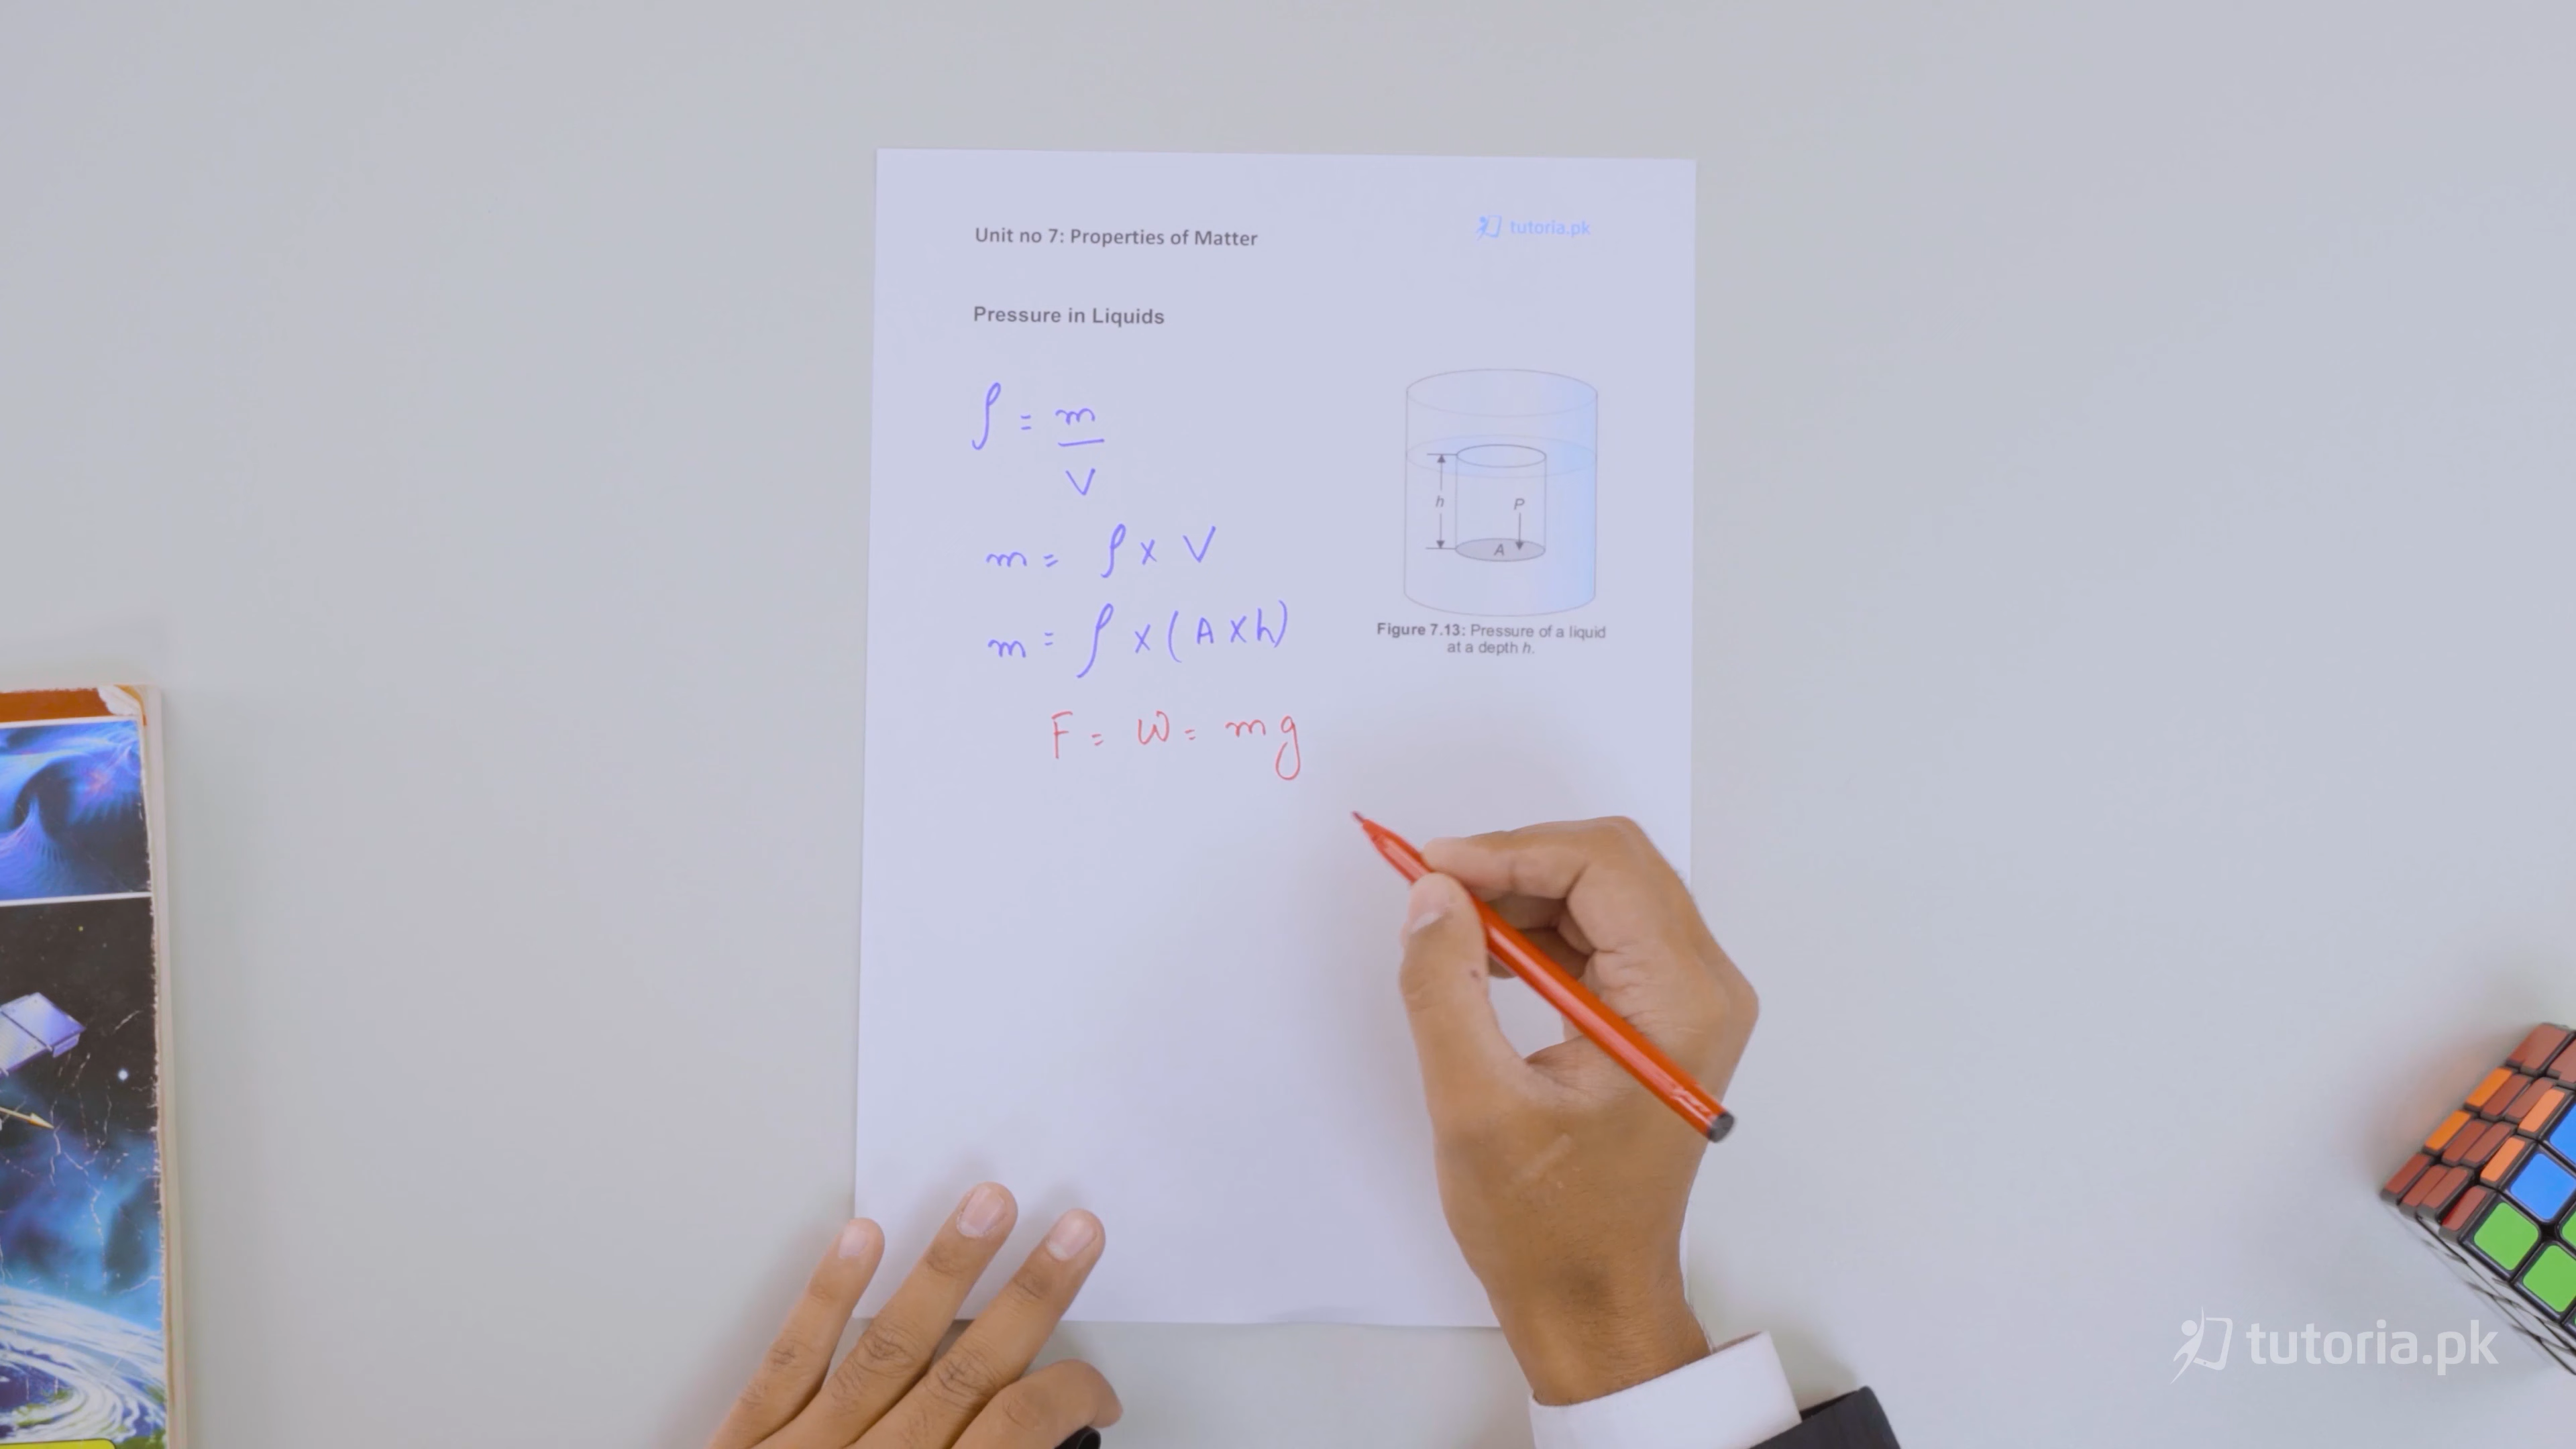 Unit no 7: Properties of Matter
tutoria.pk
Pressure in Liquids
ρ = m
V
m = ρ x V
m = ρ x (A x h)
F = W = mg
h
P
A
Figure 7.13: Pressure of a liquid
at a depth h.
tutoria.pk